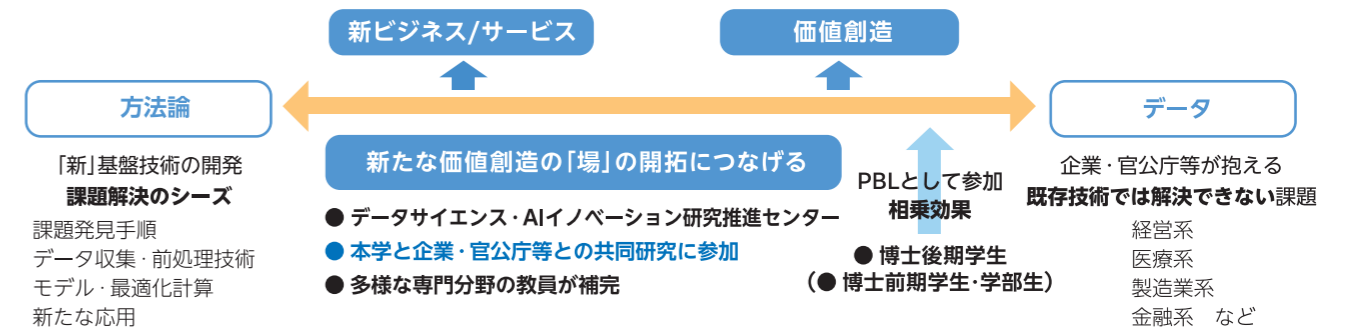 新ビジネス/サービス
価値創造
方法論
データ
「新」基盤技術の開発
課題解決のシーズ
課題発見手順
データ収集・前処理技術
モデル・最適化計算
新たな応用
新たな価値創造の「場」の開拓につなげる
● データサイエンス・AIイノベーション研究推進センター
● 本学と企業・官公庁等との共同研究に参加
● 多様な専門分野の教員が補完
PBLとして参加
相乗効果
● 博士後期学生
（● 博士前期学生・学部生）
企業・官公庁等が抱える
既存技術では解決できない課題
経営系
医療系
製造業系
金融系　など